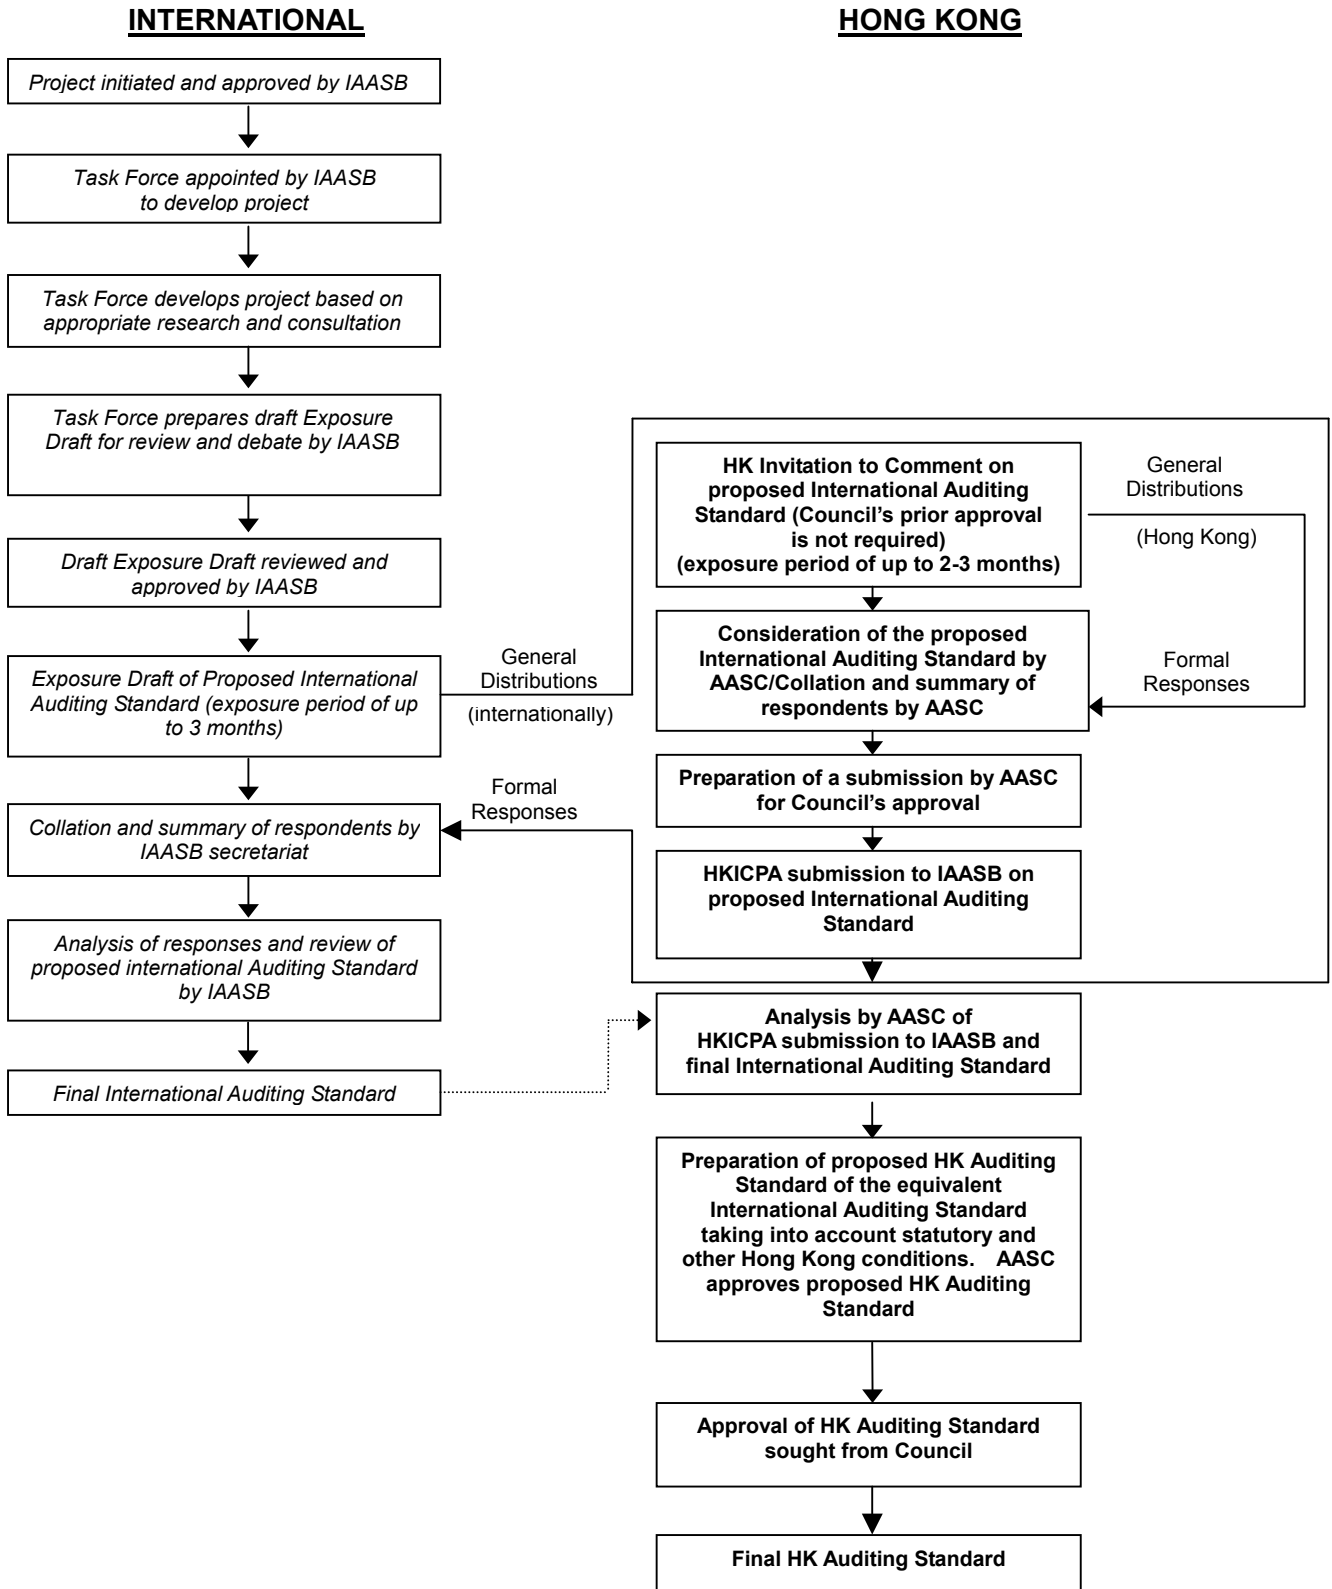 INTERNATIONAL
Project initiated and approved by IAASB
Task Force appointed by IAASB
to develop project
Task Force develops project based on
appropriate research and consultation
Task Force prepares draft Exposure
Draft for review and debate by IAASB
Draft Exposure Draft reviewed and
approved by IAASB
Exposure Draft of Proposed International
Auditing Standard (exposure period of up
to 3 months)
General
Distributions
(internationally)
Formal
Responses
Collation and summary of respondents by
IAASB secretariat
Analysis of responses and review of
proposed international Auditing Standard
by IAASB
Final International Auditing Standard
HONG KONG
HK Invitation to Comment on
proposed International Auditing
Standard (Council’s prior approval
is not required)
(exposure period of up to 2-3 months)
General
Distributions
(Hong Kong)
Formal
Responses
Consideration of the proposed
International Auditing Standard by
AASC/Collation and summary of
respondents by AASC
Preparation of a submission by AASC
for Council’s approval
HKICPA submission to IAASB on
proposed International Auditing
Standard
Analysis by AASC of
HKICPA submission to IAASB and
final International Auditing Standard
Preparation of proposed HK Auditing
Standard of the equivalent
International Auditing Standard
taking into account statutory and
other Hong Kong conditions. AASC
approves proposed HK Auditing
Standard
Approval of HK Auditing Standard
sought from Council
Final HK Auditing Standard